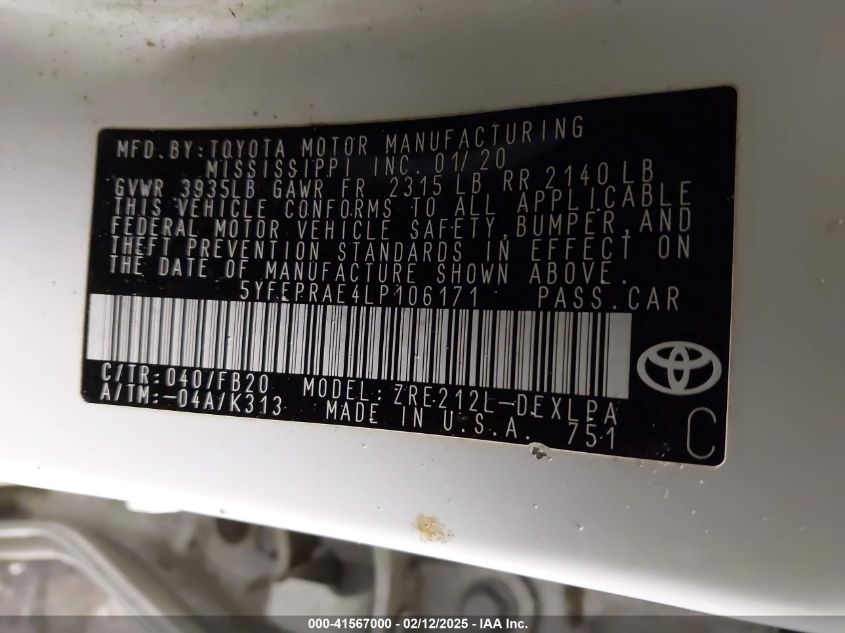 MFD.BY:TOYOTA MOTOR MANUFACTURING
MISSISSIPPI INC. 01/20
GVWR 3935LB GAWR FR 2315 LB RR 2140 LB
THIS VEHICLE CONFORMS TO ALL APPLICABLE
FEDERAL MOTOR VEHICLE SAFETY, BUMPER, AND
THEFT PREVENTION STANDARDS IN EFFECT ON
THE DATE OF MANUFACTURE SHOWN ABOVE.
5YFEPRAE4LP106171 PASS.CAR
C/TR: 040/FB20 MODEL: ZRE212L-DEXLPA
A/TM:-04A/K313 MADE IN U.S.A. 751
C
000-41567000 - 02/12/2025 - IAA Inc.